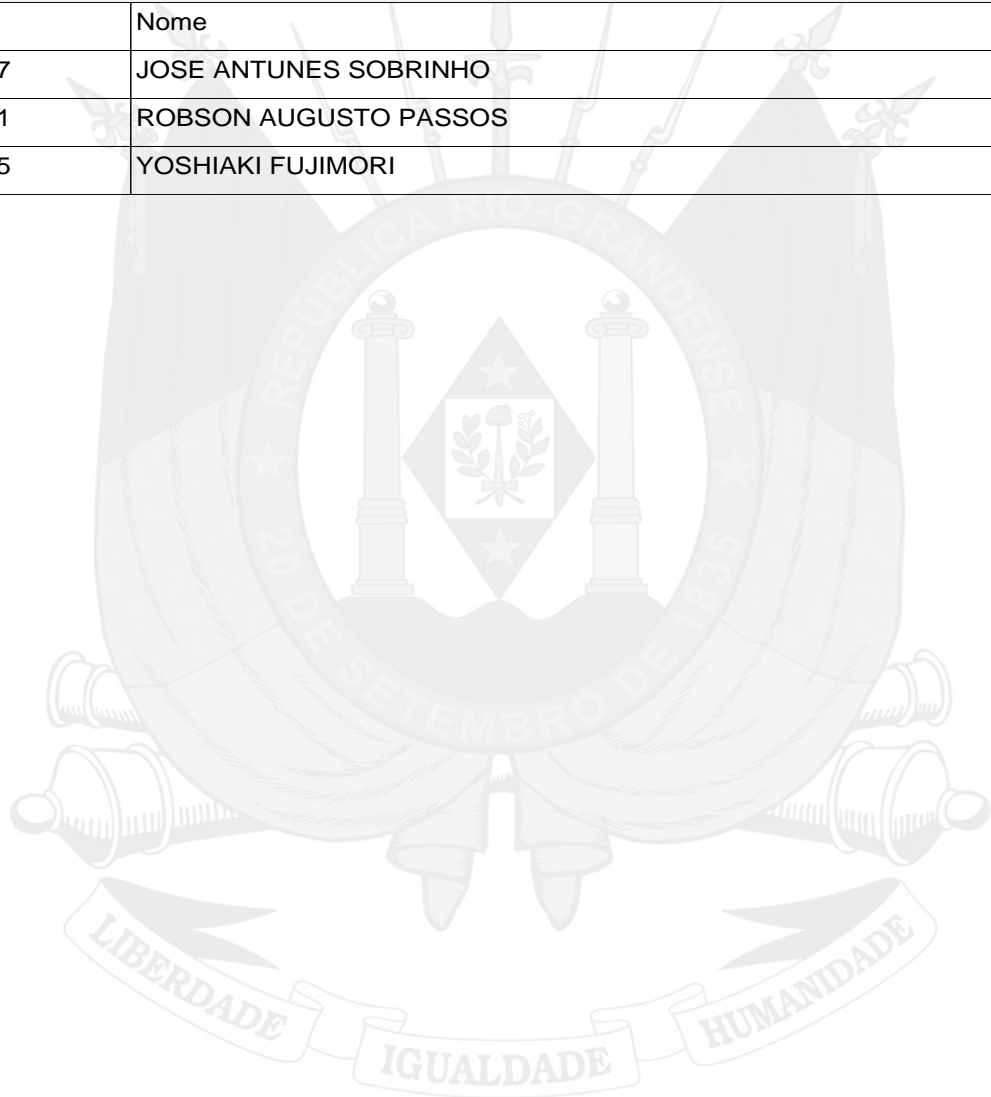 Nome
7 JOSE ANTUNES SOBRINHO
1 ROBSON AUGUSTO PASSOS
5 YOSHIAKI FUJIMORI
REPÚBLICA RIO-GRANDENSE
20 DE SETEMBRO DE 1835
LIBERDADE IGUALDADE HUMANIDADE